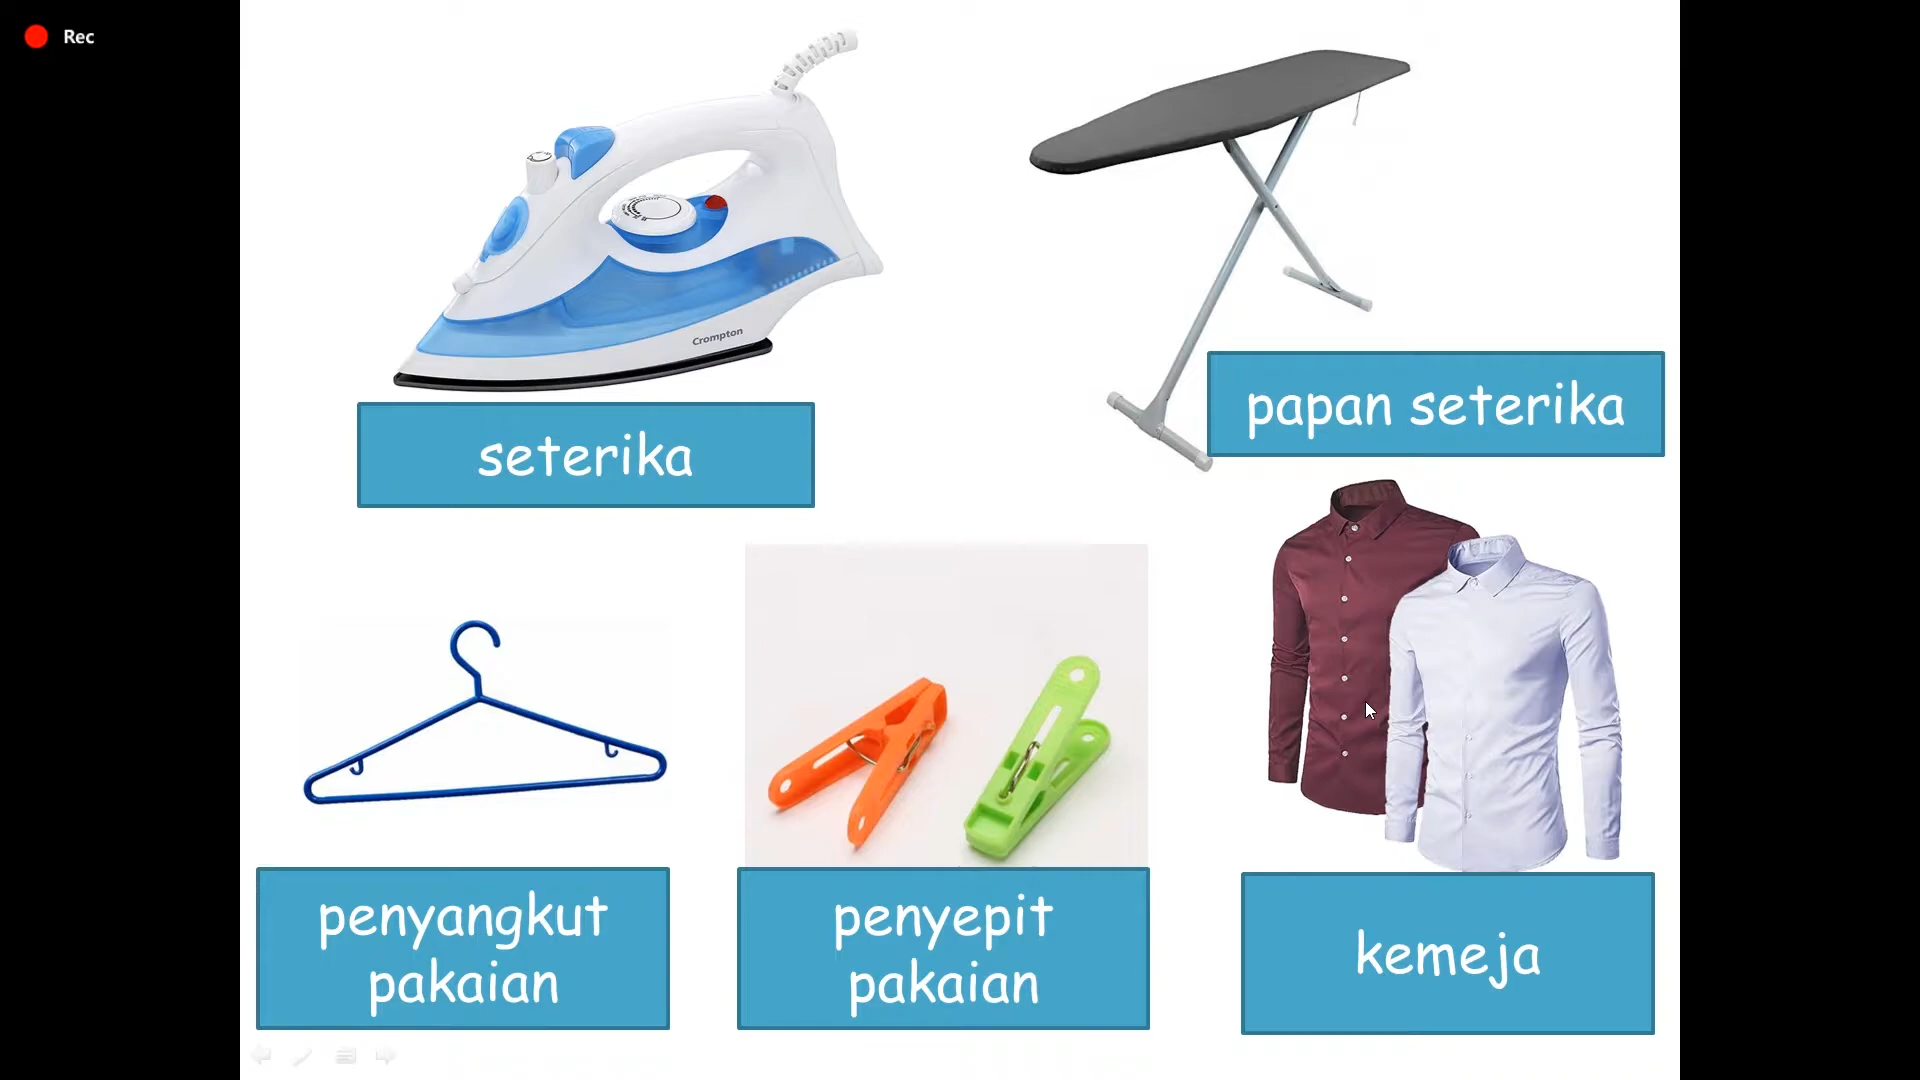 Rec
Crompton
seterika
papan seterika
penyangkut
pakaian
penyepit
pakaian
kemeja